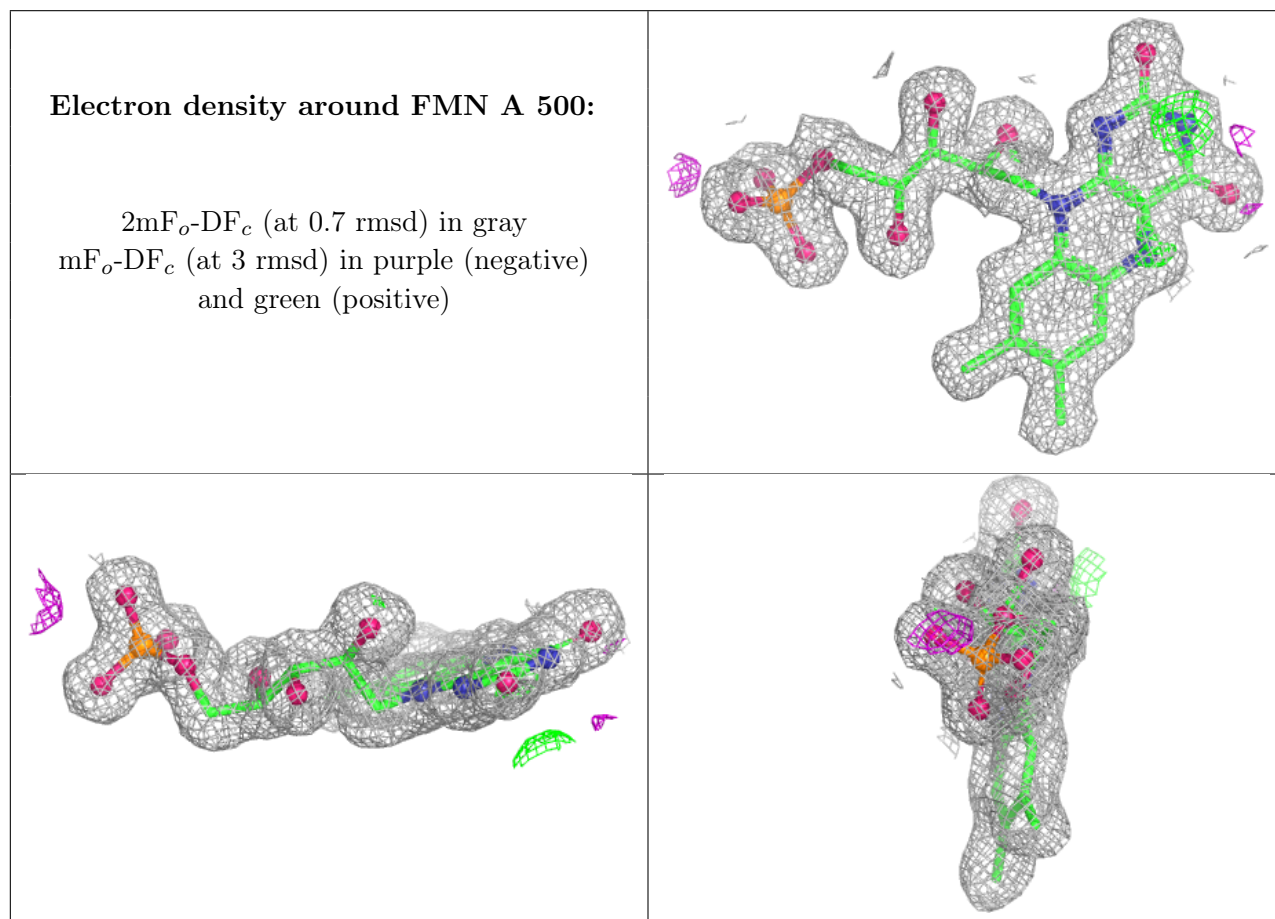 Electron density around FMN A 500:
2mFo-DFc (at 0.7 rmsd) in gray
mFo-DFc (at 3 rmsd) in purple (negative)
and green (positive)